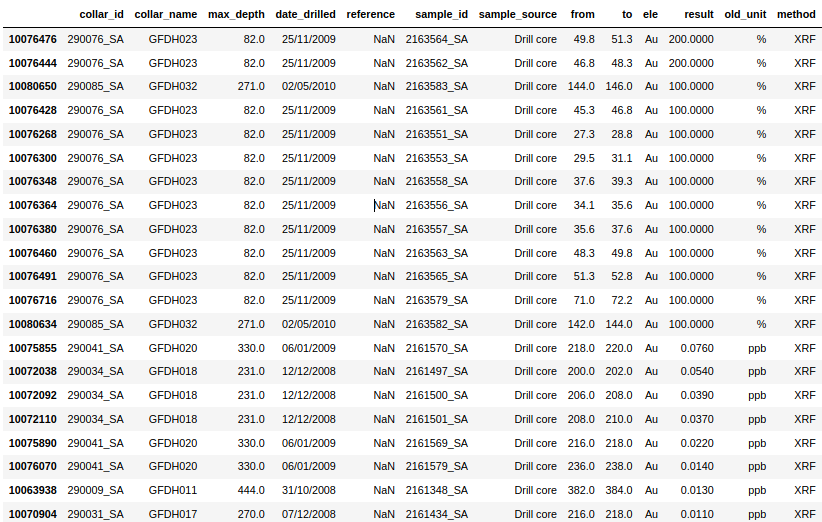 collar_id collar_name max_depth date_drilled reference sample_id sample_source from to ele result old_unit method
10076476 290076_SA GFDH023 82.0 25/11/2009 NaN 2163564_SA Drill core 49.8 51.3 Au 200.0000 % XRF
10076444 290076_SA GFDH023 82.0 25/11/2009 NaN 2163562_SA Drill core 46.8 48.3 Au 200.0000 % XRF
10080650 290085_SA GFDH032 271.0 02/05/2010 NaN 2163583_SA Drill core 144.0 146.0 Au 100.0000 % XRF
10076428 290076_SA GFDH023 82.0 25/11/2009 NaN 2163561_SA Drill core 45.3 46.8 Au 100.0000 % XRF
10076268 290076_SA GFDH023 82.0 25/11/2009 NaN 2163551_SA Drill core 27.3 28.8 Au 100.0000 % XRF
10076300 290076_SA GFDH023 82.0 25/11/2009 NaN 2163553_SA Drill core 29.5 31.1 Au 100.0000 % XRF
10076348 290076_SA GFDH023 82.0 25/11/2009 NaN 2163558_SA Drill core 37.6 39.3 Au 100.0000 % XRF
10076364 290076_SA GFDH023 82.0 25/11/2009 NaN 2163556_SA Drill core 34.1 35.6 Au 100.0000 % XRF
10076380 290076_SA GFDH023 82.0 25/11/2009 NaN 2163557_SA Drill core 35.6 37.6 Au 100.0000 % XRF
10076460 290076_SA GFDH023 82.0 25/11/2009 NaN 2163563_SA Drill core 48.3 49.8 Au 100.0000 % XRF
10076491 290076_SA GFDH023 82.0 25/11/2009 NaN 2163565_SA Drill core 51.3 52.8 Au 100.0000 % XRF
10076716 290076_SA GFDH023 82.0 25/11/2009 NaN 2163579_SA Drill core 71.0 72.2 Au 100.0000 % XRF
10080634 290085_SA GFDH032 271.0 02/05/2010 NaN 2163582_SA Drill core 142.0 144.0 Au 100.0000 % XRF
10075855 290041_SA GFDH020 330.0 06/01/2009 NaN 2161570_SA Drill core 218.0 220.0 Au 0.0760 ppb XRF
10072038 290034_SA GFDH018 231.0 12/12/2008 NaN 2161497_SA Drill core 200.0 202.0 Au 0.0540 ppb XRF
10072092 290034_SA GFDH018 231.0 12/12/2008 NaN 2161500_SA Drill core 206.0 208.0 Au 0.0390 ppb XRF
10072110 290034_SA GFDH018 231.0 12/12/2008 NaN 2161501_SA Drill core 208.0 210.0 Au 0.0370 ppb XRF
10075890 290041_SA GFDH020 330.0 06/01/2009 NaN 2161569_SA Drill core 216.0 218.0 Au 0.0220 ppb XRF
10076070 290041_SA GFDH020 330.0 06/01/2009 NaN 2161579_SA Drill core 236.0 238.0 Au 0.0140 ppb XRF
10063938 290009_SA GFDH011 444.0 31/10/2008 NaN 2161348_SA Drill core 382.0 384.0 Au 0.0130 ppb XRF
10070904 290031_SA GFDH017 270.0 07/12/2008 NaN 2161434_SA Drill core 216.0 218.0 Au 0.0110 ppb XRF